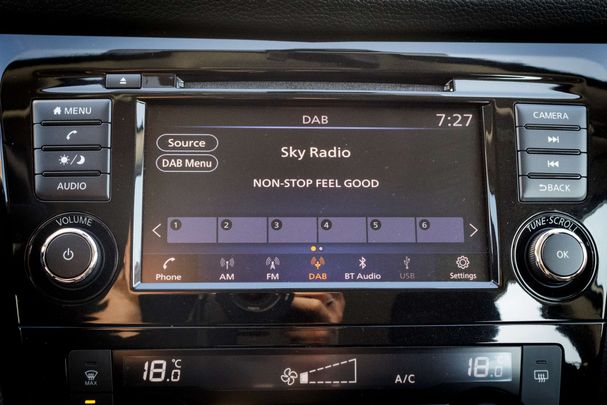 MENU
AUDIO
VOLUME
DAB 7:27
Source
DAB Menu
Sky Radio
NON-STOP FEEL GOOD
1 2 3 4 5 6
Phone AM FM DAB BT Audio USB Settings
CAMERA
BACK
TUNE·SCROLL
OK
MAX
18.0 °C
A/C
18.0 °C